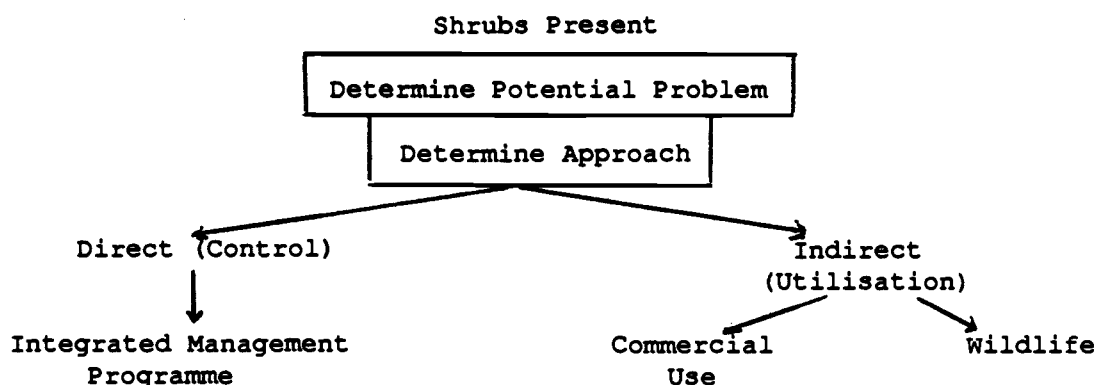 Shrubs Present
Determine Potential Problem
Determine Approach
Direct (Control)
Indirect
(Utilisation)
Integrated Management
Programme
Commercial
Use
Wildlife